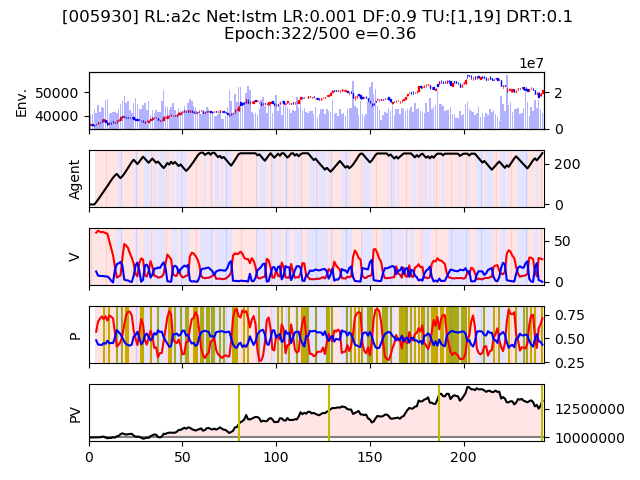 [005930] RL:a2c Net:lstm LR:0.001 DF:0.9 TU:[1,19] DRT:0.1
Epoch:322/500 e=0.36
1e7
Env.
50000
40000
2
0
Agent
200
0
V
50
0
P
0.75
0.50
0.25
PV
12500000
10000000
0 50 100 150 200